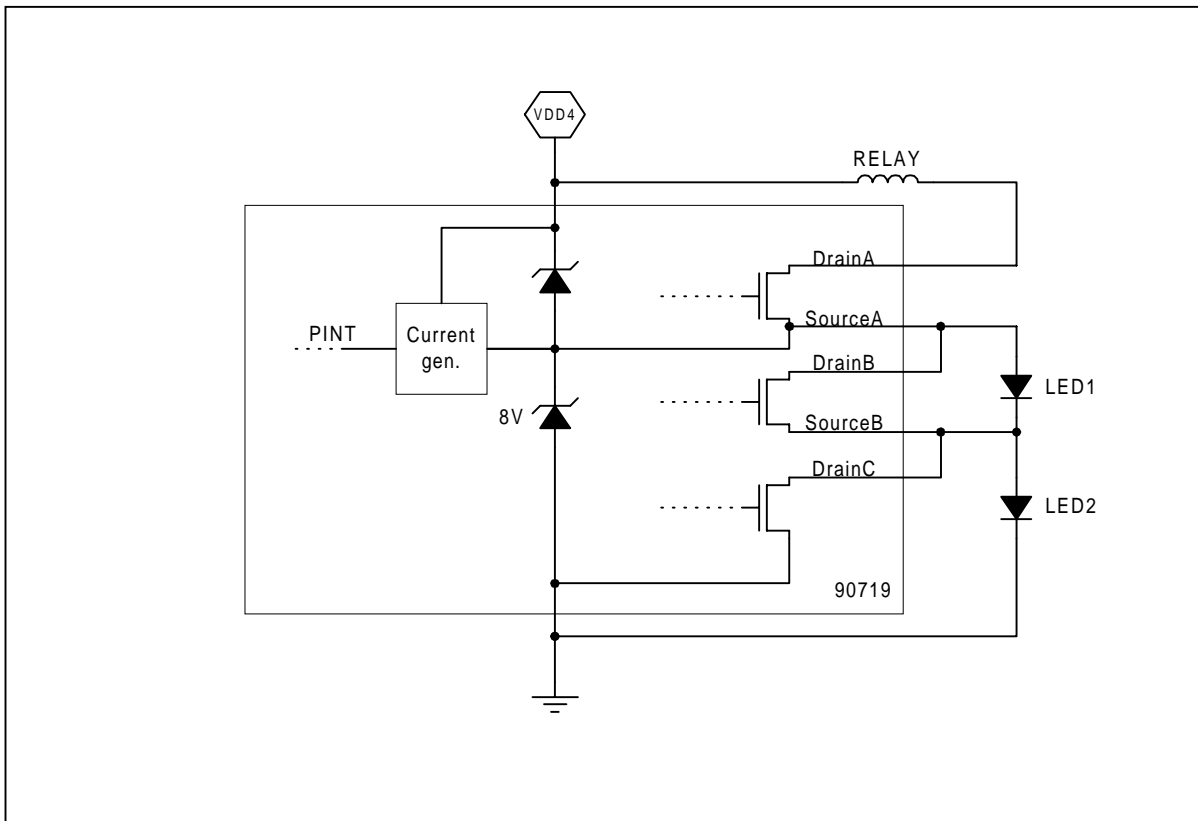 VDD4
RELAY
DrainA
SourceA
PINT
Current
gen.
DrainB
LED1
8V
SourceB
DrainC
LED2
90719